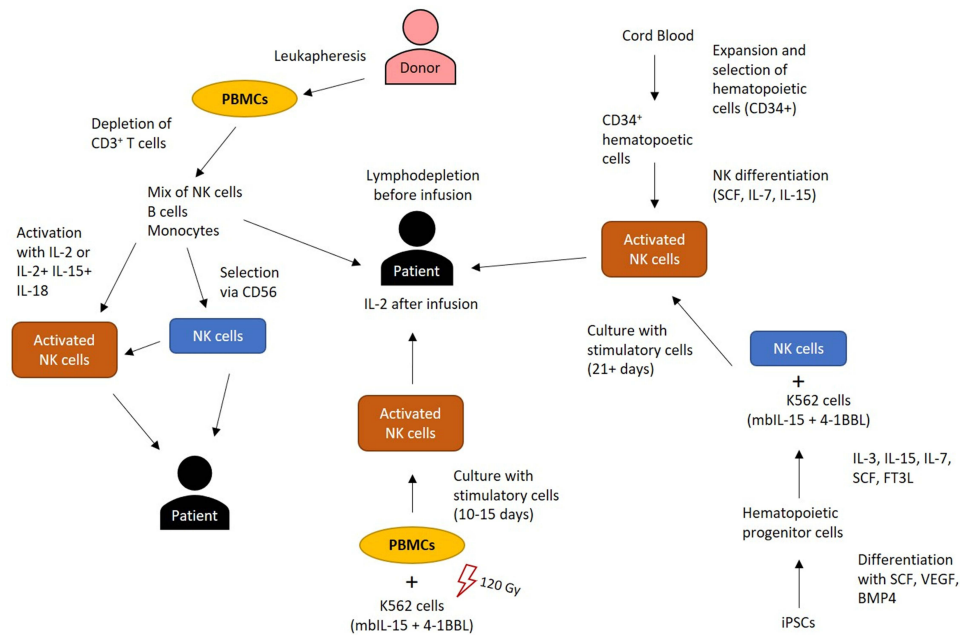 Leukapheresis
Donor
PBMCs
Depletion of
CD3⁺ T cells
Mix of NK cells
B cells
Monocytes
Activation
with IL-2 or
IL-2+ IL-15+
IL-18
Selection
via CD56
Activated
NK cells
NK cells
Patient
Lymphodepletion
before infusion
Patient
IL-2 after infusion
Activated
NK cells
Culture with
stimulatory cells
(10-15 days)
PBMCs
+
120 Gy
K562 cells
(mbIL-15 + 4-1BBL)
Cord Blood
Expansion and
selection of
hematopoietic
cells (CD34+)
CD34⁺
hematopoetic
cells
NK differentiation
(SCF, IL-7, IL-15)
Activated
NK cells
Culture with
stimulatory cells
(21+ days)
NK cells
+
K562 cells
(mbIL-15 + 4-1BBL)
IL-3, IL-15, IL-7,
SCF, FT3L
Hematopoietic
progenitor cells
Differentiation
with SCF, VEGF,
BMP4
iPSCs